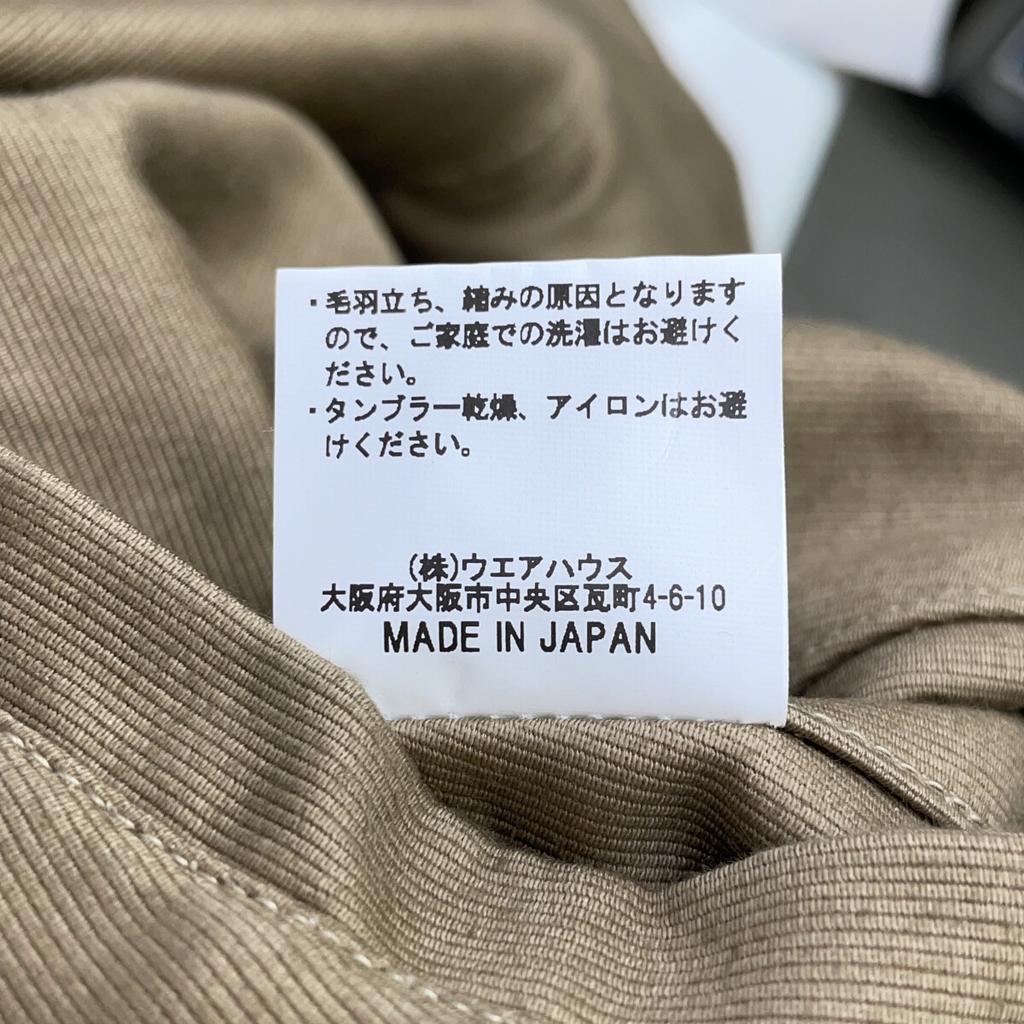 ・毛羽立ち、縮みの原因となります
ので、ご家庭での洗濯はお避けく
ださい。
・タンブラー乾燥、アイロンはお避
けください。
(株)ウエアハウス
大阪府大阪市中央区瓦町4-6-10
MADE IN JAPAN